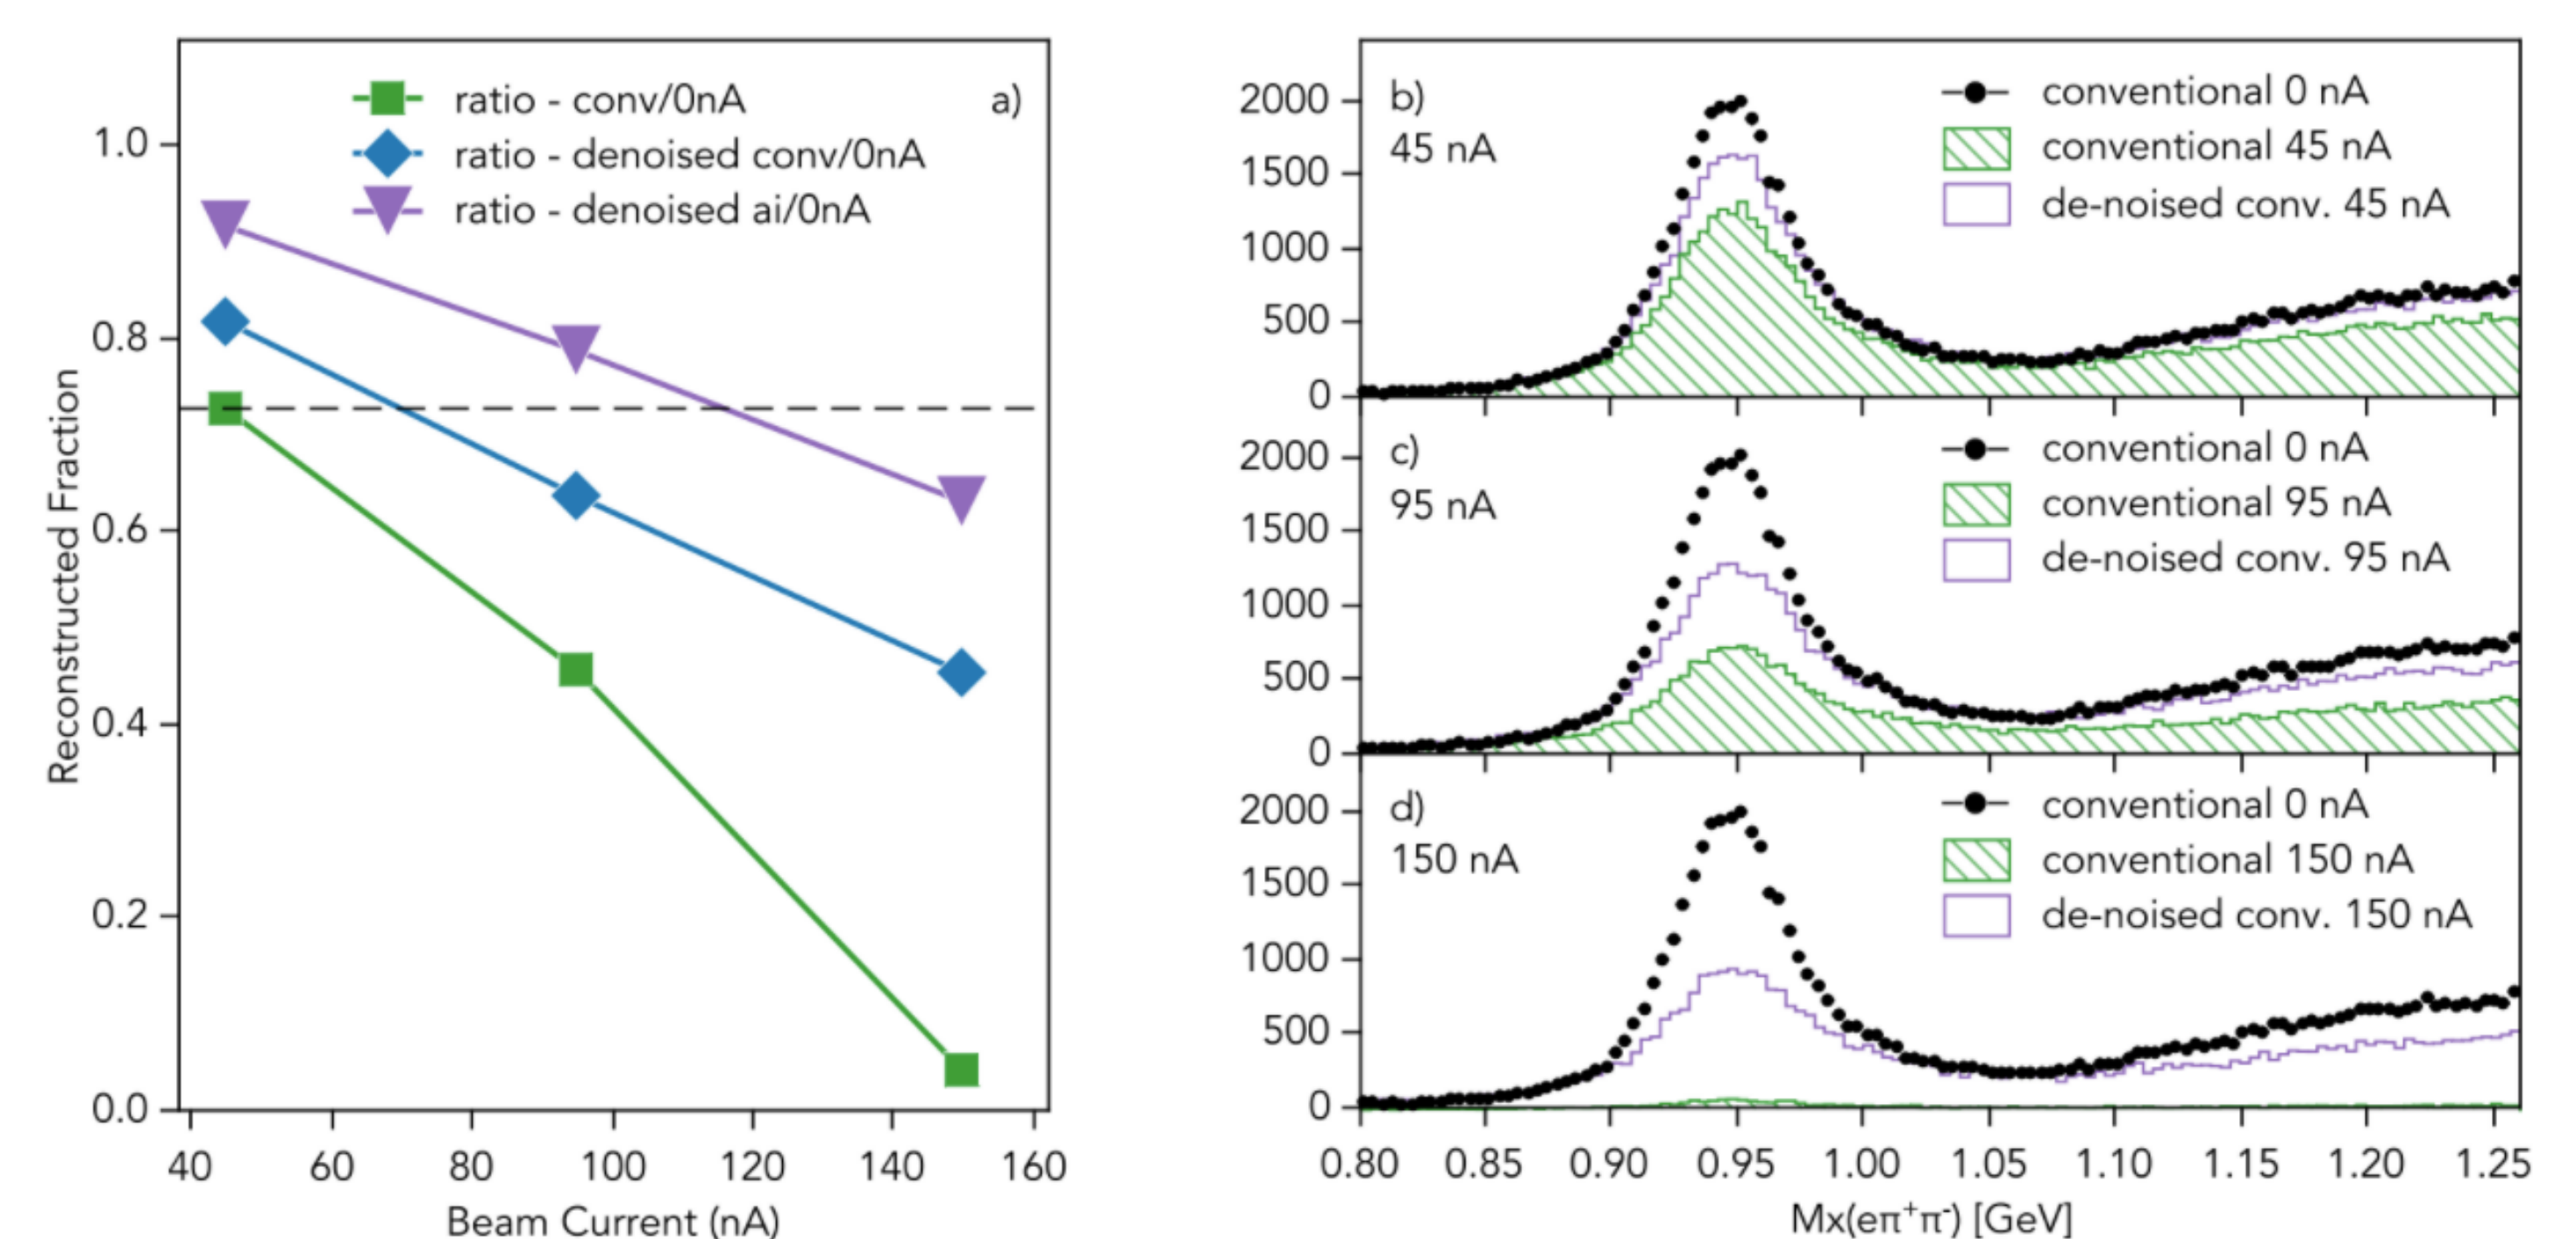 a)
ratio - conv/0nA
ratio - denoised conv/0nA
ratio - denoised ai/0nA
1.0
0.8
0.6
0.4
0.2
0.0
Reconstructed Fraction
40 60 80 100 120 140 160
Beam Current (nA)
b)
45 nA
conventional 0 nA
conventional 45 nA
de-noised conv. 45 nA
2000
1500
1000
500
0
c)
95 nA
conventional 0 nA
conventional 95 nA
de-noised conv. 95 nA
2000
1500
1000
500
0
d)
150 nA
conventional 0 nA
conventional 150 nA
de-noised conv. 150 nA
2000
1500
1000
500
0
0.80 0.85 0.90 0.95 1.00 1.05 1.10 1.15 1.20 1.25
Mx(eπ⁺π⁻) [GeV]